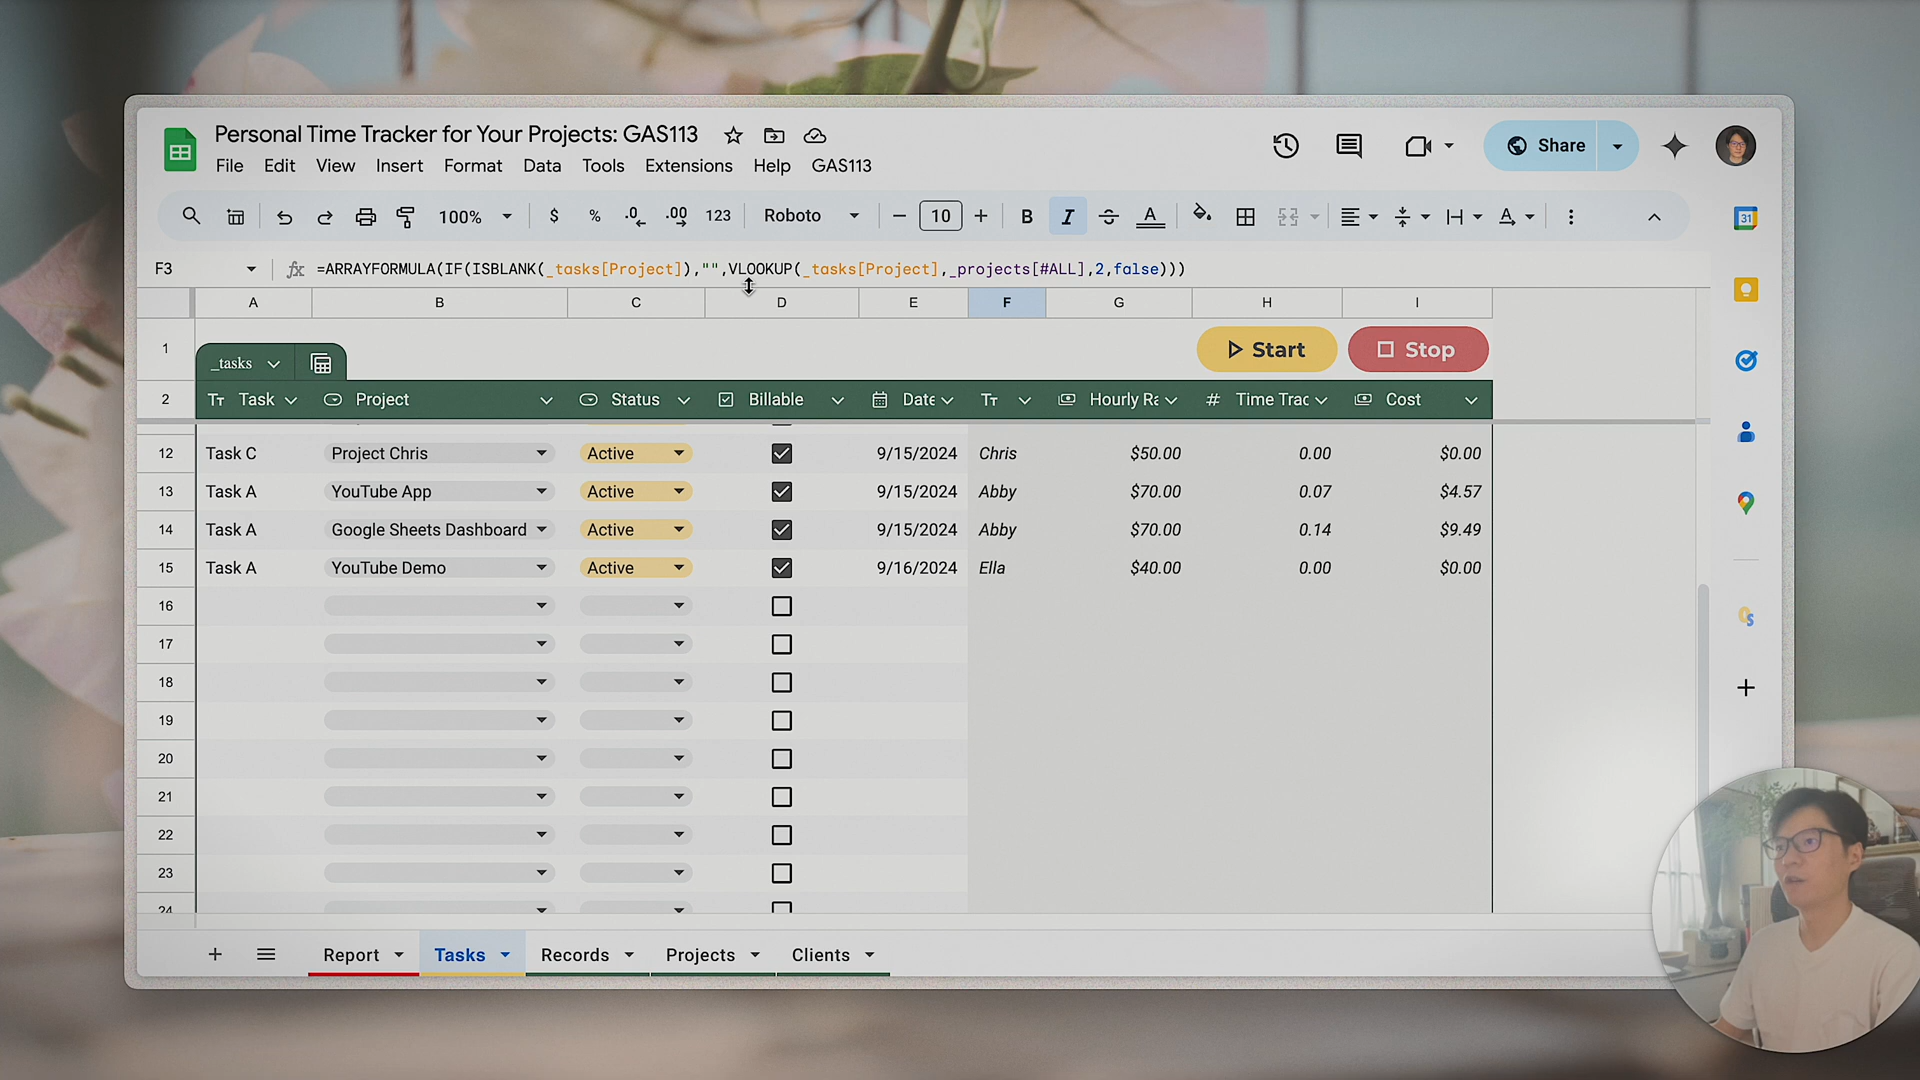 Personal Time Tracker for Your Projects: GAS113
File Edit View Insert Format Data Tools Extensions Help GAS113
Share
100% $ % .0 .00 123 Roboto 10 B I A
31
F3 fx =ARRAYFORMULA(IF(ISBLANK(_tasks[Project]),"",VLOOKUP(_tasks[Project],_projects[#ALL],2,false)))
A B C D E F G H I
1 _tasks Start Stop
2 Tт Task Project Status Billable Date Tт Hourly Ra # Time Trac Cost
12 Task C Project Chris Active 9/15/2024 Chris $50.00 0.00 $0.00
13 Task A YouTube App Active 9/15/2024 Abby $70.00 0.07 $4.57
14 Task A Google Sheets Dashboard Active 9/15/2024 Abby $70.00 0.14 $9.49
15 Task A YouTube Demo Active 9/16/2024 Ella $40.00 0.00 $0.00
16
17
18
19
20
21
22
23
24
Report Tasks Records Projects Clients